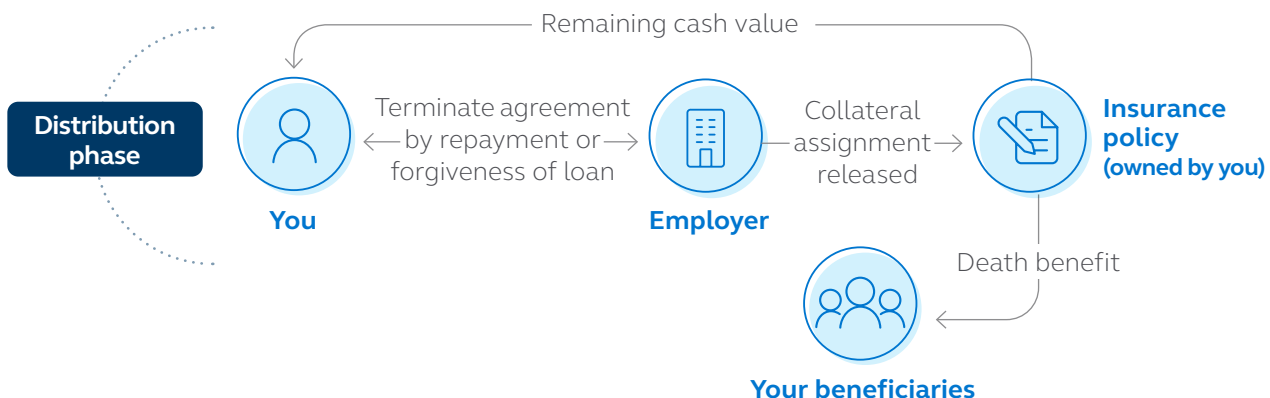 Remaining cash value
Distribution
phase
Terminate agreement
by repayment or
forgiveness of loan
Collateral
assignment
released
Insurance
policy
(owned by you)
You
Employer
Death benefit
Your beneficiaries